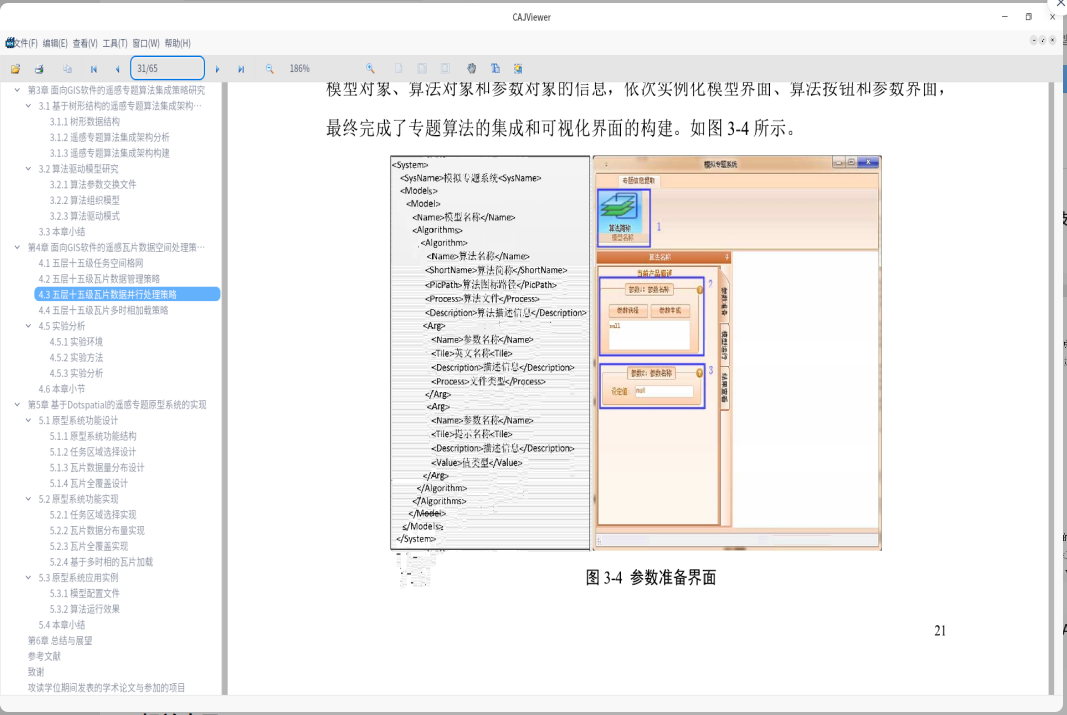 CAJViewer
文件(F) 编辑(E) 查看(V) 工具(T) 窗口(W) 帮助(H)
31/65
186%
第3章 面向GIS软件的遥感专题算法集成策略研究
3.1 基于树形结构的遥感专题算法集成架构…
3.1.1 树形数据结构
3.1.2 遥感专题算法集成架构分析
3.1.3 遥感专题算法集成架构构建
3.2 算法驱动模型研究
3.2.1 算法参数交换文件
3.2.2 算法组织模型
3.2.3 算法驱动模式
3.3 本章小结
第4章 面向GIS软件的遥感瓦片数据空间处理策…
4.1 五层十五级任务空间格网
4.2 五层十五级瓦片数据管理策略
4.3 五层十五级瓦片数据并行处理策略
4.4 五层十五级瓦片多时相加载策略
4.5 实验分析
4.5.1 实验环境
4.5.2 实验方法
4.5.3 实验分析
4.6 本章小节
第5章 基于Dotspatial的遥感专题原型系统的实现
5.1 原型系统功能设计
5.1.1 原型系统功能结构
5.1.2 任务区域选择设计
5.1.3 瓦片数据量分布设计
5.1.4 瓦片全覆盖设计
5.2 原型系统功能实现
5.2.1 任务区域选择实现
5.2.2 瓦片数据分布量实现
5.2.3 瓦片全覆盖实现
5.2.4 基于多时相的瓦片加载
5.3 原型系统应用实例
5.3.1 模型配置文件
5.3.2 算法运行效果
5.4 本章小结
第6章 总结与展望
参考文献
致谢
攻读学位期间发表的学术论文与参加的项目
模型对象、算法对象和参数对象的信息，依次实例化模型界面、算法按钮和参数界面，
最终完成了专题算法的集成和可视化界面的构建。如图 3-4 所示。
<System>
<SysName>模拟专题系统<SysName>
<Models>
<Model>
<Name>模型名称</Name>
<Algorithms>
<Algorithm>
<Name>算法名称</Name>
<ShortName>算法简称</ShortName>
<PicPath>算法图标路径</PicPath>
<Process>算法文件</Process>
<Description>算法描述信息</Description>
<Arg>
<Name>参数名称</Name>
<Tile>英文名称<Tile>
<Description>描述信息</Description>
<Process>文件类型</Process>
</Arg>
<Arg>
<Name>参数名称</Name>
<Tile>提示名称<Tile>
<Description>描述信息</Description>
<Value>值类型</Value>
</Arg>
</Algorithm>
</Algorithms>
</Model>
</Models>
</System>
模拟专题系统
专题信息提取
算法简称
模型名称
1
算法名称
当前产品描述
参数1: 参数名称
2
参数选择 参数生成
null
参数2: 参数名称
3
设定值: null
参数准备
模型运行
结果查看
图 3-4 参数准备界面
21